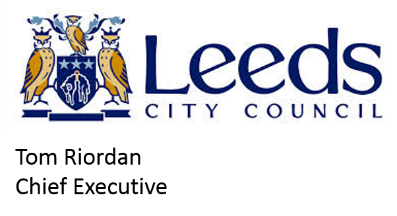 Leeds
CITY COUNCIL
Tom Riordan
Chief Executive